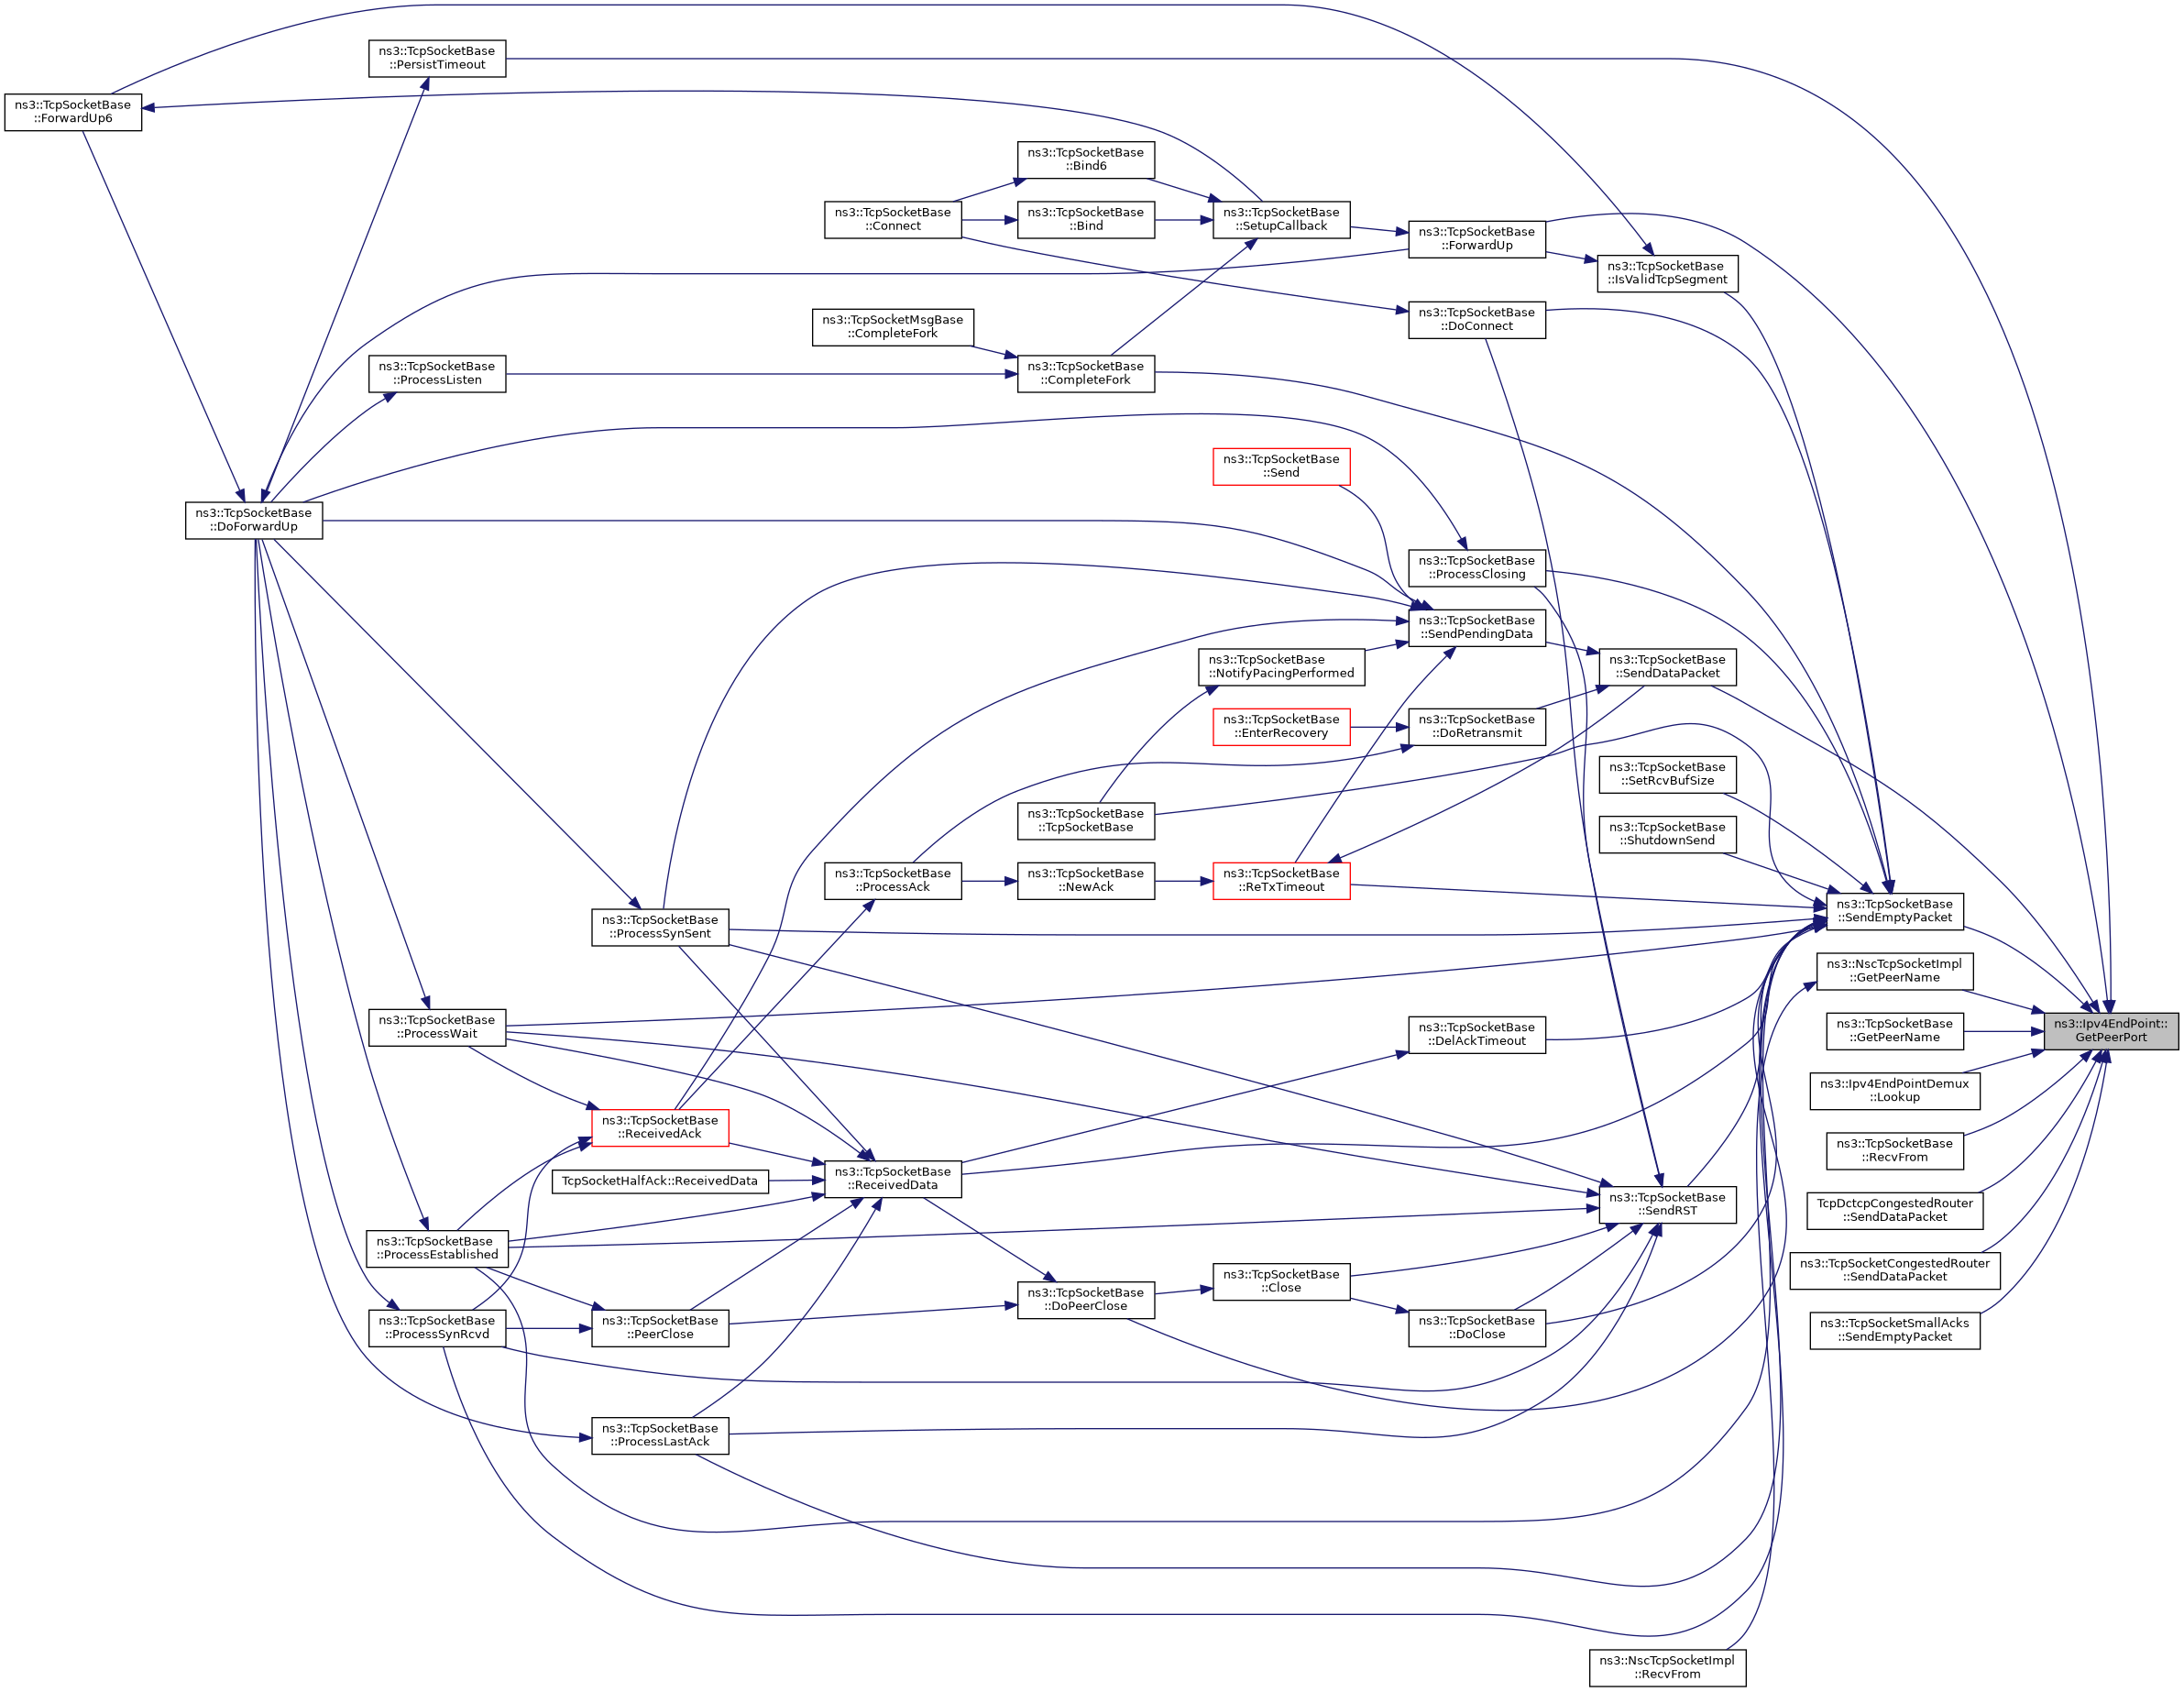 ns3::TcpSocketBase
::PersistTimeout
ns3::TcpSocketBase
::ForwardUp6
ns3::TcpSocketBase
::Bind6
ns3::TcpSocketBase
::Connect
ns3::TcpSocketBase
::Bind
ns3::TcpSocketBase
::SetupCallback
ns3::TcpSocketBase
::ForwardUp
ns3::TcpSocketBase
::IsValidTcpSegment
ns3::TcpSocketBase
::DoConnect
ns3::TcpSocketMsgBase
::CompleteFork
ns3::TcpSocketBase
::ProcessListen
ns3::TcpSocketBase
::CompleteFork
ns3::TcpSocketBase
::Send
ns3::TcpSocketBase
::DoForwardUp
ns3::TcpSocketBase
::ProcessClosing
ns3::TcpSocketBase
::SendPendingData
ns3::TcpSocketBase
::NotifyPacingPerformed
ns3::TcpSocketBase
::SendDataPacket
ns3::TcpSocketBase
::EnterRecovery
ns3::TcpSocketBase
::DoRetransmit
ns3::TcpSocketBase
::SetRcvBufSize
ns3::TcpSocketBase
::TcpSocketBase
ns3::TcpSocketBase
::ShutdownSend
ns3::TcpSocketBase
::ProcessAck
ns3::TcpSocketBase
::NewAck
ns3::TcpSocketBase
::ReTxTimeout
ns3::TcpSocketBase
::SendEmptyPacket
ns3::TcpSocketBase
::ProcessSynSent
ns3::NscTcpSocketImpl
::GetPeerName
ns3::TcpSocketBase
::ProcessWait
ns3::TcpSocketBase
::DelAckTimeout
ns3::TcpSocketBase
::GetPeerName
ns3::Ipv4EndPoint::
GetPeerPort
ns3::Ipv4EndPointDemux
::Lookup
ns3::TcpSocketBase
::ReceivedAck
ns3::TcpSocketBase
::RecvFrom
TcpSocketHalfAck::ReceivedData
ns3::TcpSocketBase
::ReceivedData
ns3::TcpSocketBase
::SendRST
TcpDctcpCongestedRouter
::SendDataPacket
ns3::TcpSocketBase
::ProcessEstablished
ns3::TcpSocketCongestedRouter
::SendDataPacket
ns3::TcpSocketBase
::Close
ns3::TcpSocketBase
::DoPeerClose
ns3::TcpSocketBase
::ProcessSynRcvd
ns3::TcpSocketBase
::PeerClose
ns3::TcpSocketBase
::DoClose
ns3::TcpSocketSmallAcks
::SendEmptyPacket
ns3::TcpSocketBase
::ProcessLastAck
ns3::NscTcpSocketImpl
::RecvFrom